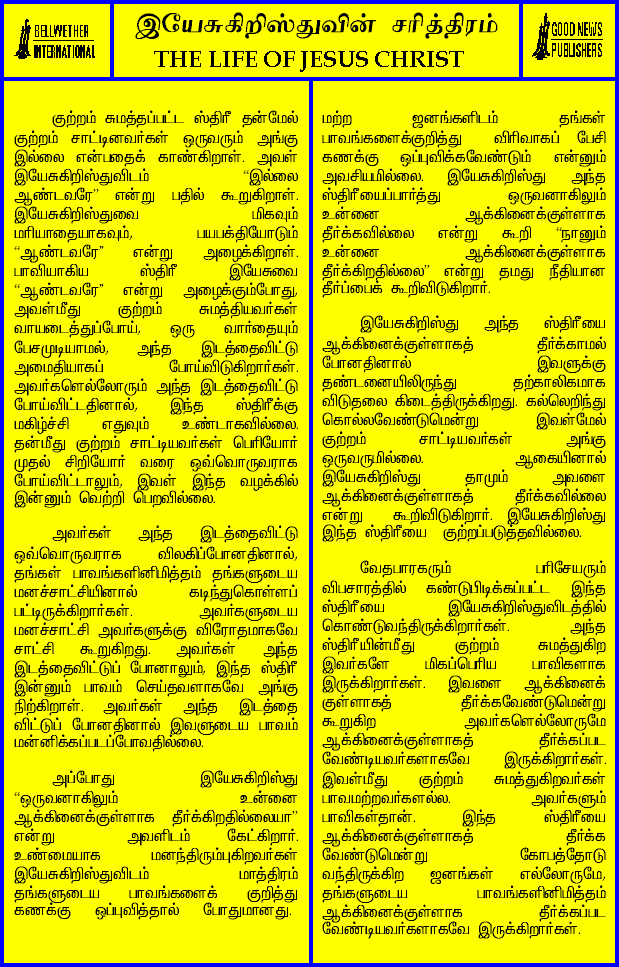 BELLWETHER
INTERNATIONAL
இயேசுகிறிஸ்துவின் சரித்திரம்
THE LIFE OF JESUS CHRIST
GOOD NEWS
PUBLISHERS
குற்றம் சுமத்தப்பட்ட ஸ்திரீ தன்மேல்
குற்றம் சாட்டினவர்கள் ஒருவரும் அங்கு
இல்லை என்பதைக் காண்கிறாள். அவள்
இயேசுகிறிஸ்துவிடம் “இல்லை
ஆண்டவரே” என்று பதில் கூறுகிறாள்.
இயேசுகிறிஸ்துவை மிகவும்
மரியாதையாகவும், பயபக்தியோடும்
“ஆண்டவரே” என்று அழைக்கிறாள்.
பாவியாகிய ஸ்திரீ இயேசுவை
“ஆண்டவரே” என்று அழைக்கும்போது,
அவள்மீது குற்றம் சுமத்தியவர்கள்
வாயடைத்துப்போய், ஒரு வார்தையும்
பேசமுடியாமல், அந்த இடத்தைவிட்டு
அமைதியாகப் போய்விடுகிறார்கள்.
அவர்களெல்லோரும் அந்த இடத்தைவிட்டு
போய்விட்டதினால், இந்த ஸ்திரீக்கு
மகிழ்ச்சி எதுவும் உண்டாகவில்லை.
தன்மீது குற்றம் சாட்டியவர்கள் பெரியோர்
முதல் சிறியோர் வரை ஒவ்வொருவராக
போய்விட்டாலும், இவள் இந்த வழக்கில்
இன்னும் வெற்றி பெறவில்லை.
அவர்கள் அந்த இடத்தைவிட்டு
ஒவ்வொருவராக விலகிப்போனதினால்,
தங்கள் பாவங்களினிமித்தம் தங்களுடைய
மனச்சாட்சியினால் கடிந்துகொள்ளப்
பட்டிருக்கிறார்கள். அவர்களுடைய
மனச்சாட்சி அவர்களுக்கு விரோதமாகவே
சாட்சி கூறுகிறது. அவர்கள் அந்த
இடத்தைவிட்டுப் போனாலும், இந்த ஸ்திரீ
இன்னும் பாவம் செய்தவளாகவே அங்கு
நிற்கிறாள். அவர்கள் அந்த இடத்தை
விட்டுப் போனதினால் இவளுடைய பாவம்
மன்னிக்கப்படப்போவதில்லை.
அப்போது இயேசுகிறிஸ்து
“ஒருவனாகிலும் உன்னை
ஆக்கினைக்குள்ளாக தீர்க்கிறதில்லையா”
என்று அவளிடம் கேட்கிறார்.
உண்மையாக மனந்திரும்புகிறவர்கள்
இயேசுகிறிஸ்துவிடம் மாத்திரம்
தங்களுடைய பாவங்களைக் குறித்து
கணக்கு ஒப்புவித்தால் போதுமானது.
மற்ற ஜனங்களிடம் தங்கள்
பாவங்களைக்குறித்து விரிவாகப் பேசி
கணக்கு ஒப்புவிக்கவேண்டும் என்னும்
அவசியமில்லை. இயேசுகிறிஸ்து அந்த
ஸ்திரீயைப்பார்த்து ஒருவனாகிலும்
உன்னை ஆக்கினைக்குள்ளாக
தீர்க்கவில்லை என்று கூறி “நானும்
உன்னை ஆக்கினைக்குள்ளாக
தீர்க்கிறதில்லை” என்று தமது நீதியான
தீர்ப்பைக் கூறிவிடுகிறார்.
இயேசுகிறிஸ்து அந்த ஸ்திரீயை
ஆக்கினைக்குள்ளாகத் தீர்க்காமல்
போனதினால் இவளுக்கு
தண்டனையிலிருந்து தற்காலிகமாக
விடுதலை கிடைத்திருக்கிறது. கல்லெறிந்து
கொல்லவேண்டுமென்று இவள்மேல்
குற்றம் சாட்டியவர்கள் அங்கு
ஒருவருமில்லை. ஆகையினால்
இயேசுகிறிஸ்து தாமும் அவளை
ஆக்கினைக்குள்ளாகத் தீர்க்கவில்லை
என்று கூறிவிடுகிறார். இயேசுகிறிஸ்து
இந்த ஸ்திரீயை குற்றப்படுத்தவில்லை.
வேதபாரகரும் பரிசேயரும்
விபசாரத்தில் கண்டுபிடிக்கப்பட்ட இந்த
ஸ்திரீயை இயேசுகிறிஸ்துவிடத்தில்
கொண்டுவந்திருக்கிறார்கள். அந்த
ஸ்திரீயின்மீது குற்றம் சுமத்துகிற
இவர்களே மிகப்பெரிய பாவிகளாக
இருக்கிறார்கள். இவளை ஆக்கினைக்
குள்ளாகத் தீர்க்கவேண்டுமென்று
கூறுகிற அவர்களெல்லோருமே
ஆக்கினைக்குள்ளாகத் தீர்க்கப்பட
வேண்டியவர்களாகவே இருக்கிறார்கள்.
இவள்மீது குற்றம் சுமத்துகிறவர்கள்
பாவமற்றவர்களல்ல. அவர்களும்
பாவிகள்தான். இந்த ஸ்திரீயை
ஆக்கினைக்குள்ளாகத் தீர்க்க
வேண்டுமென்று கோபத்தோடு
வந்திருக்கிற ஜனங்கள் எல்லோருமே,
தங்களுடைய பாவங்களினிமித்தம்
ஆக்கினைக்குள்ளாக தீர்க்கப்பட
வேண்டியவர்களாகவே இருக்கிறார்கள்.